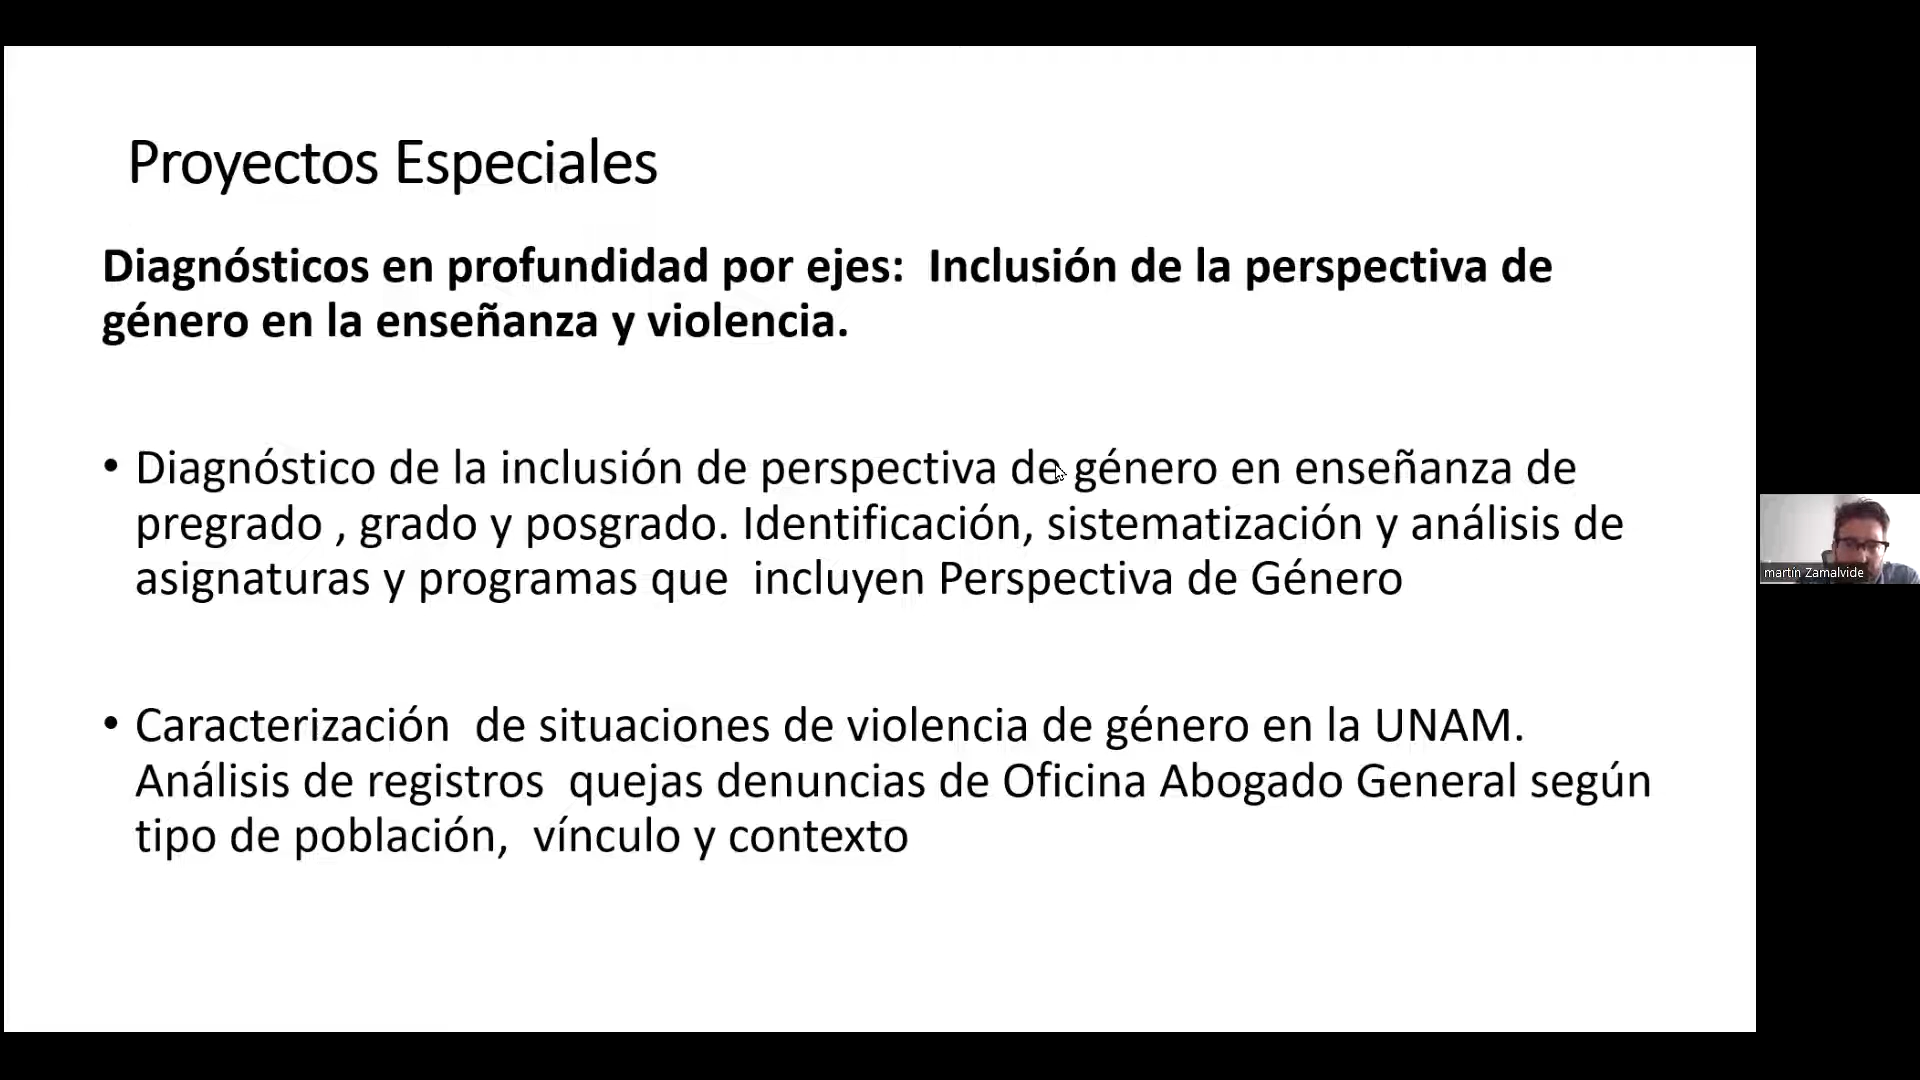 Proyectos Especiales
Diagnósticos en profundidad por ejes:  Inclusión de la perspectiva de
género en la enseñanza y violencia.
• Diagnóstico de la inclusión de perspectiva de género en enseñanza de
pregrado , grado y posgrado. Identificación, sistematización y análisis de
asignaturas y programas que  incluyen Perspectiva de Género
martín Zamalvide
• Caracterización  de situaciones de violencia de género en la UNAM.
Análisis de registros  quejas denuncias de Oficina Abogado General según
tipo de población,  vínculo y contexto